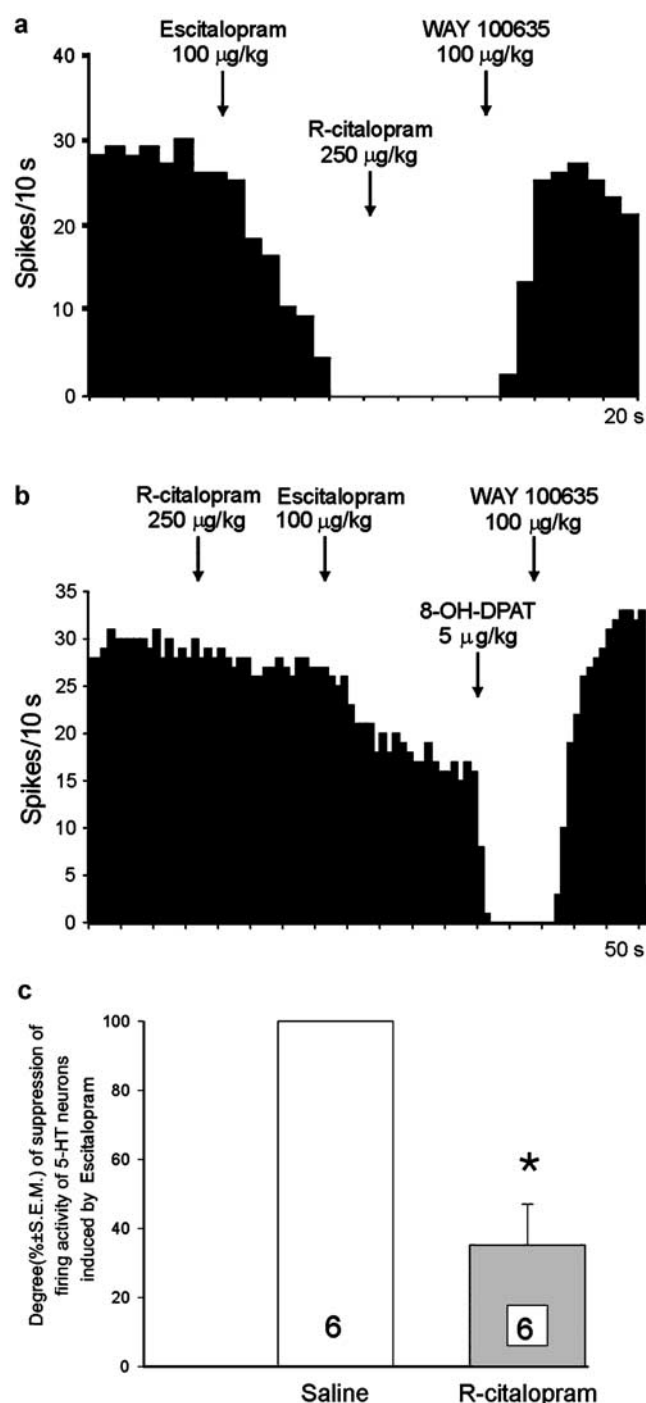 a
Escitalopram
100 μg/kg
WAY 100635
100 μg/kg
R-citalopram
250 μg/kg
Spikes/10 s
40
30
20
10
0
20 s
b
R-citalopram
250 μg/kg
Escitalopram
100 μg/kg
WAY 100635
100 μg/kg
8-OH-DPAT
5 μg/kg
Spikes/10 s
35
30
25
20
15
10
5
0
50 s
c
Degree(%±S.E.M.) of suppression of
firing activity of 5-HT neurons
induced by Escitalopram
100
80
60
40
20
0
*
6
6
Saline
R-citalopram